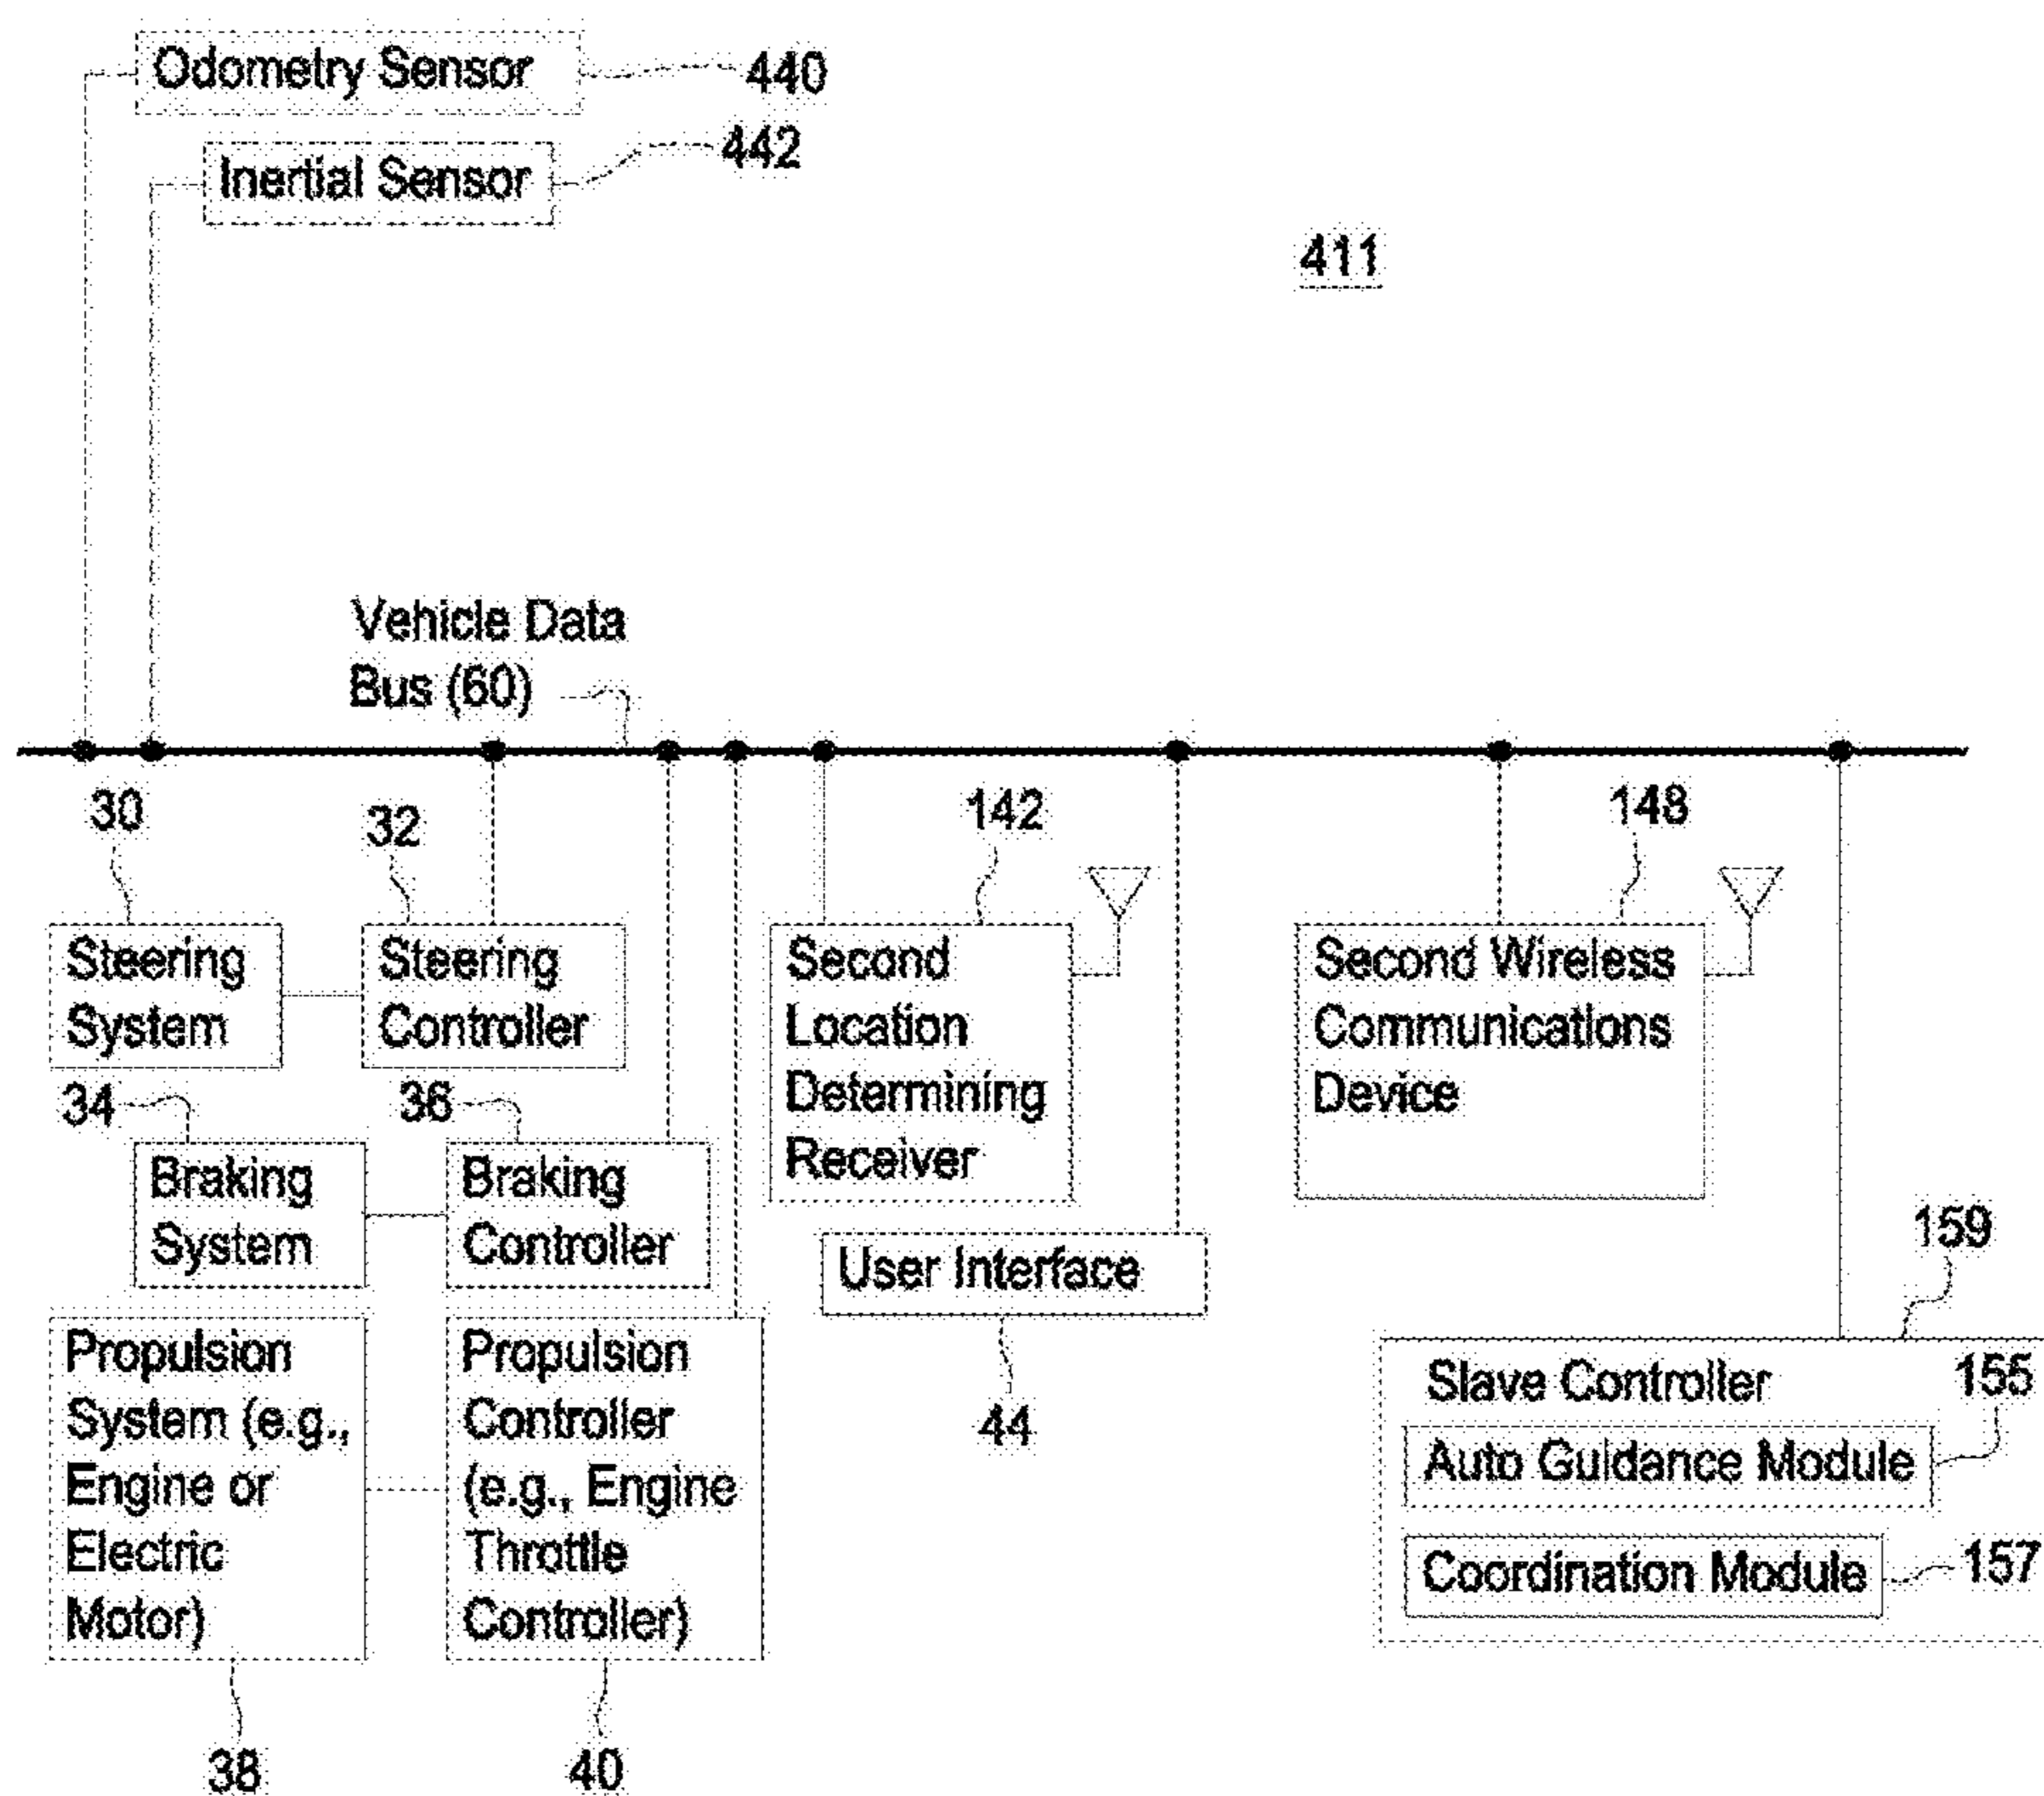 Odometry Sensor
440
Inertial Sensor
442
411
Vehicle Data
Bus (60)
30
32
142
148
Steering
System
Steering
Controller
Second
Location
Determining
Receiver
Second Wireless
Communications
Device
34
36
Braking
System
Braking
Controller
User Interface
44
159
Propulsion
System (e.g.,
Engine or
Electric
Motor)
Propulsion
Controller
(e.g., Engine
Throttle
Controller)
Slave Controller
155
Auto Guidance Module
Coordination Module
157
38
40